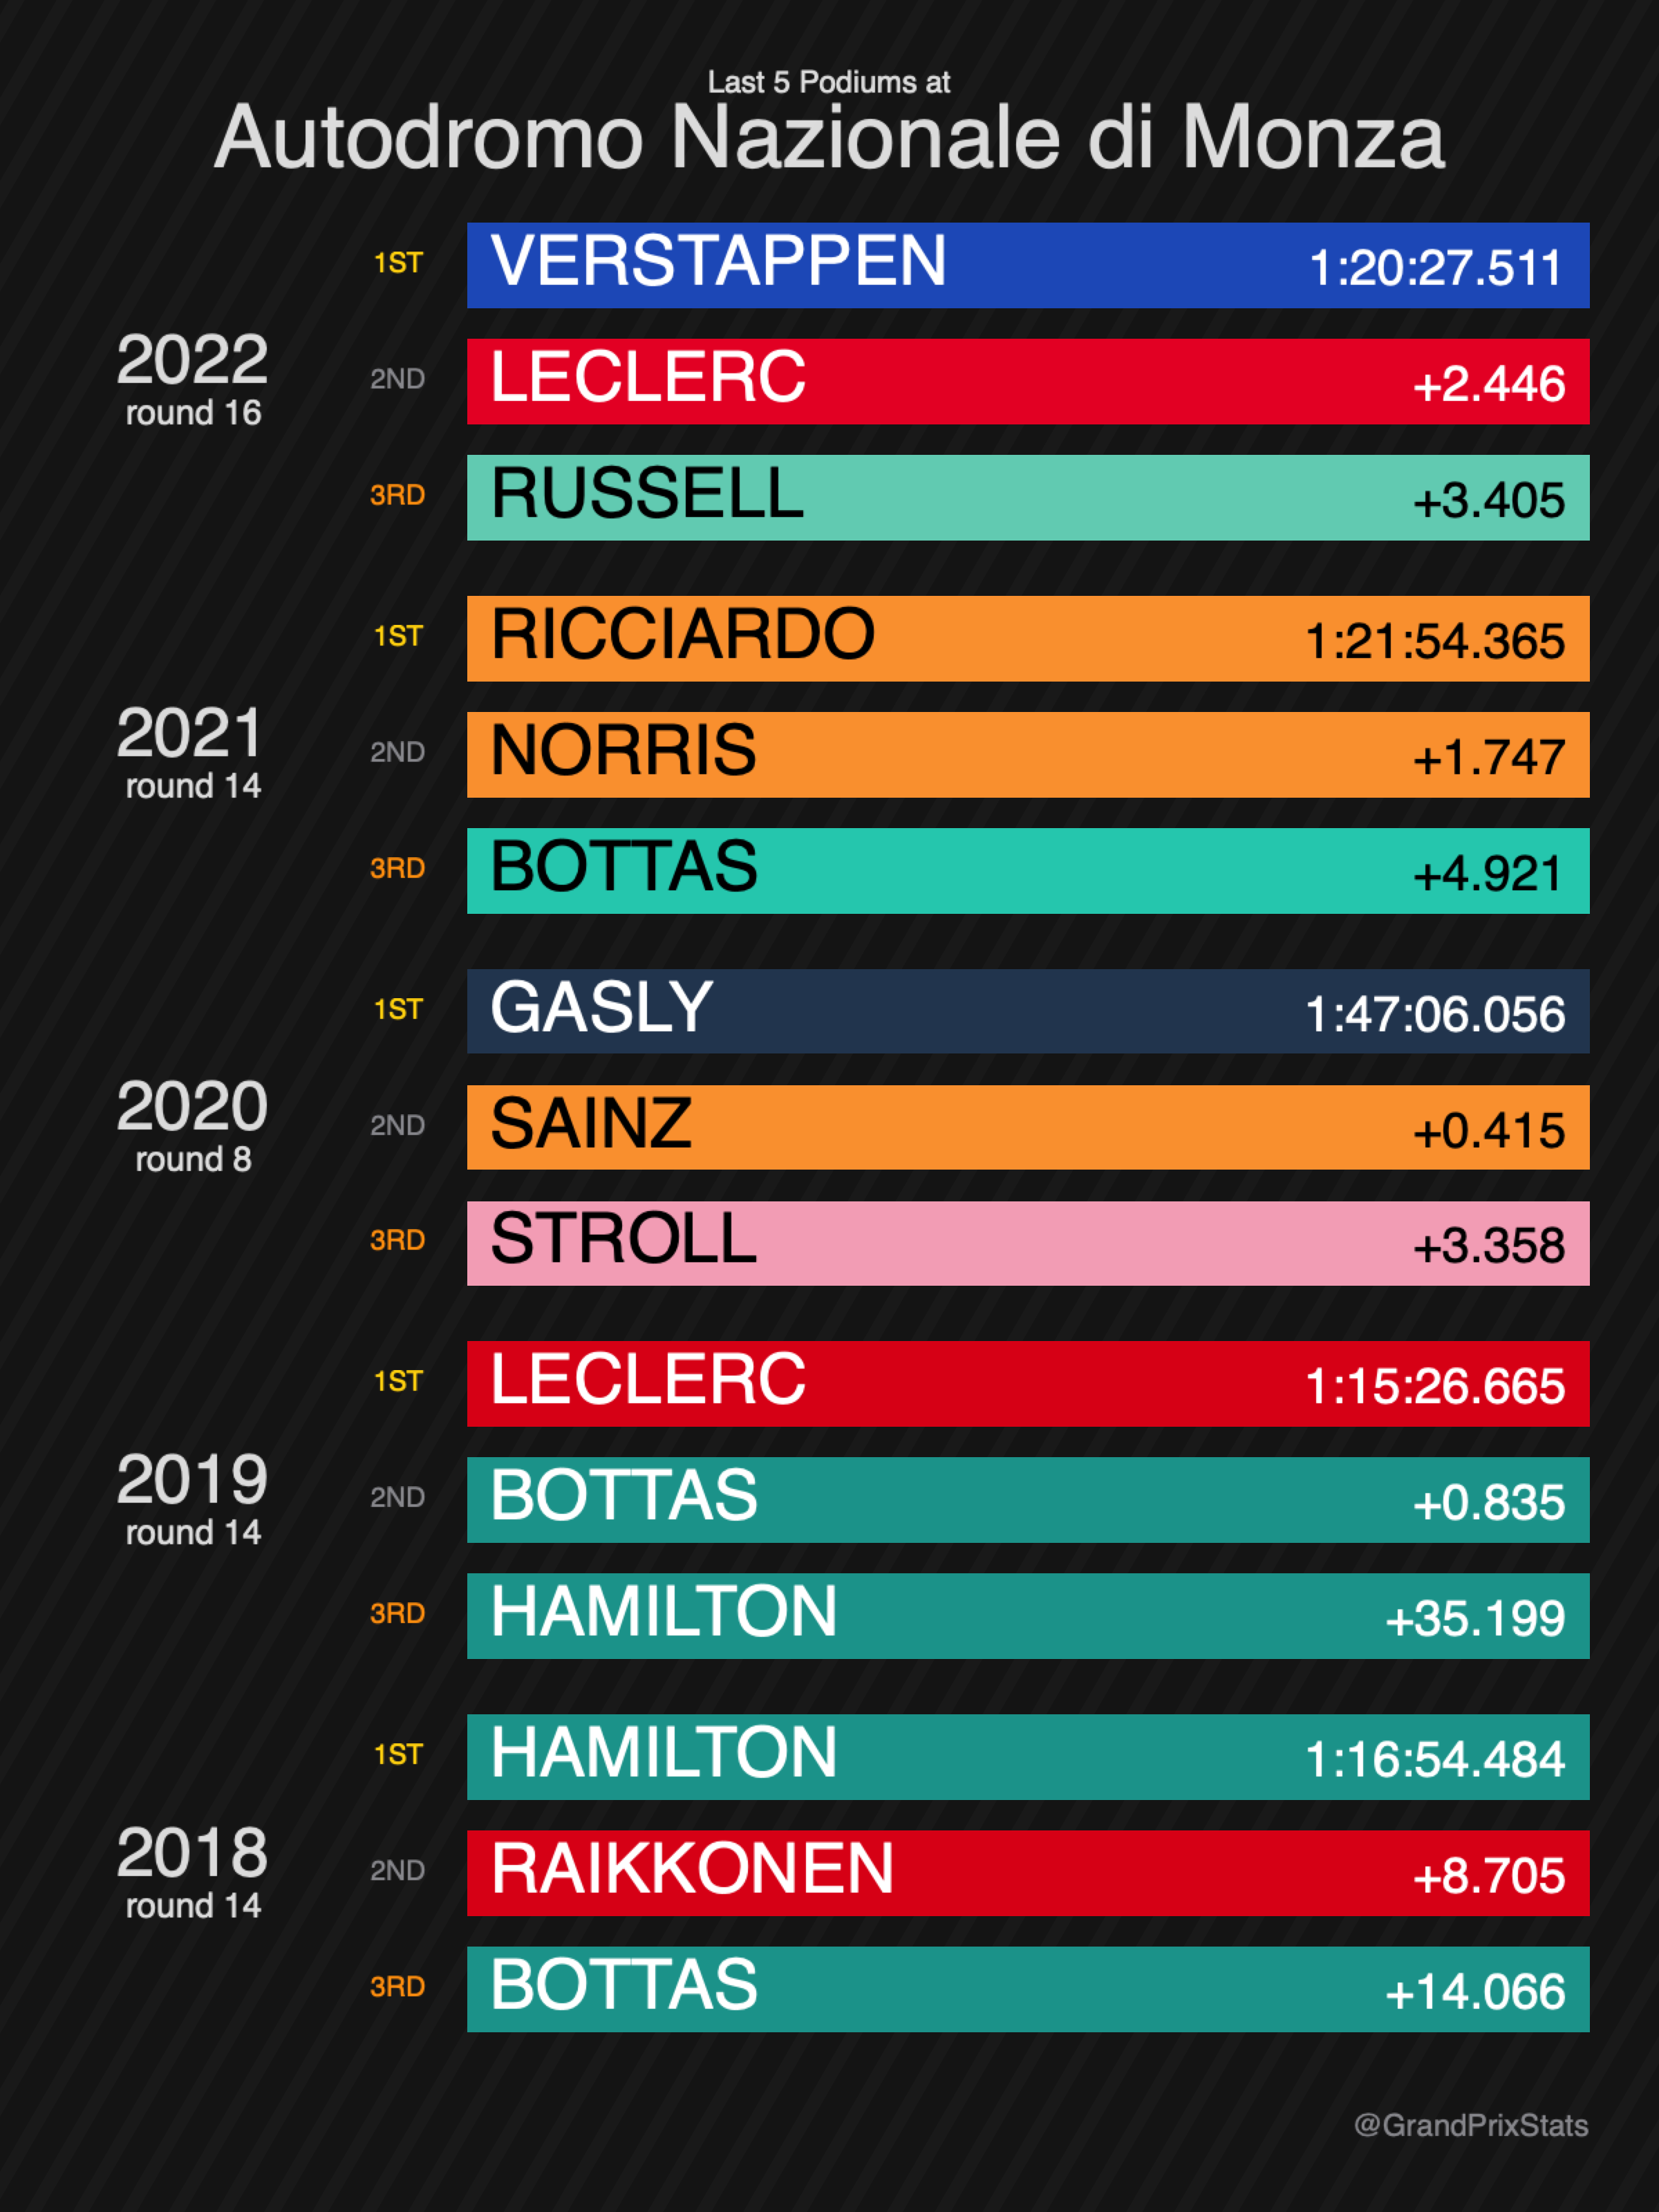 Last 5 Podiums at
Autodromo Nazionale di Monza
1ST VERSTAPPEN 1:20:27.511
2022
round 16
2ND LECLERC +2.446
3RD RUSSELL +3.405
1ST RICCIARDO 1:21:54.365
2021
round 14
2ND NORRIS +1.747
3RD BOTTAS +4.921
1ST GASLY 1:47:06.056
2020
round 8
2ND SAINZ +0.415
3RD STROLL +3.358
1ST LECLERC 1:15:26.665
2019
round 14
2ND BOTTAS +0.835
3RD HAMILTON +35.199
1ST HAMILTON 1:16:54.484
2018
round 14
2ND RAIKKONEN +8.705
3RD BOTTAS +14.066
@GrandPrixStats